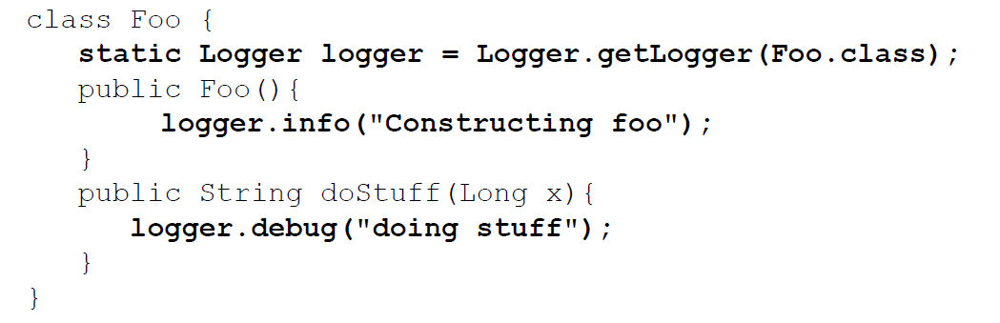 class Foo {
static Logger logger = Logger.getLogger(Foo.class);
public Foo(){
logger.info("Constructing foo");
}
public String doStuff(Long x){
logger.debug("doing stuff");
}
}